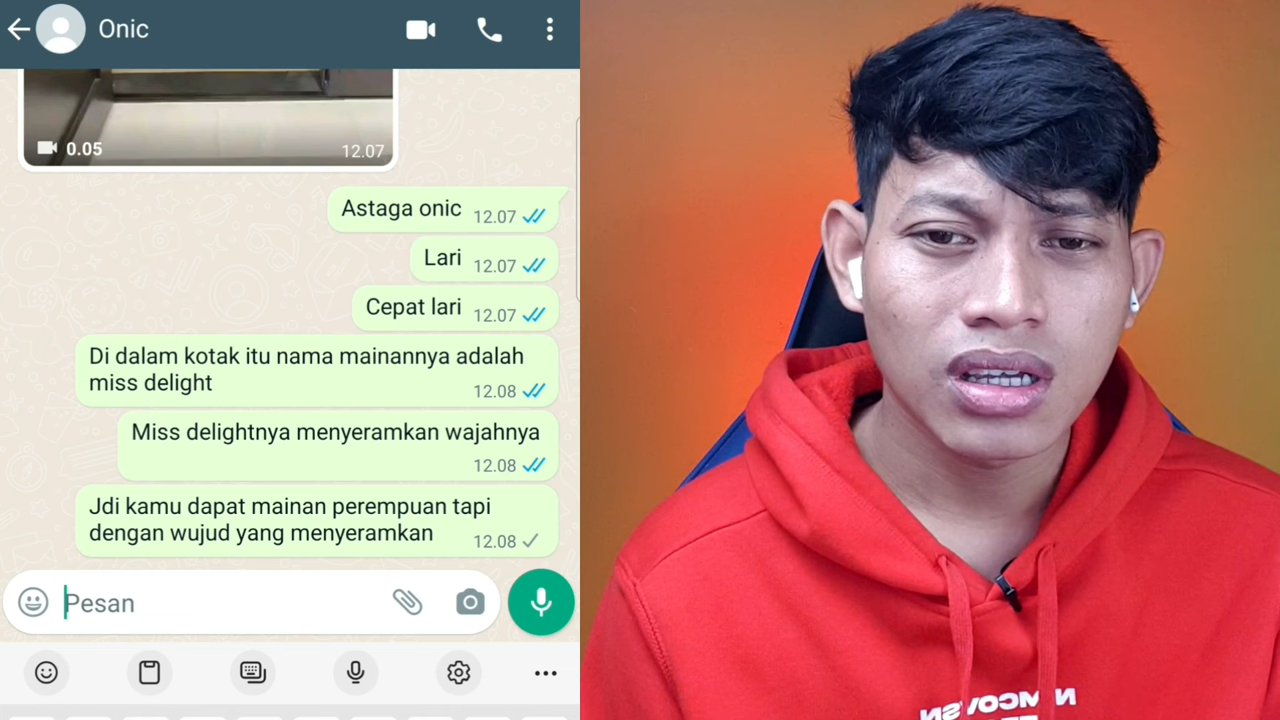 Onic
0.05
12.07
Astaga onic 12.07
Lari 12.07
Cepat lari 12.07
Di dalam kotak itu nama mainannya adalah
miss delight
12.08
Miss delightnya menyeramkan wajahnya
12.08
Jdi kamu dapat mainan perempuan tapi
dengan wujud yang menyeramkan 12.08
Pesan